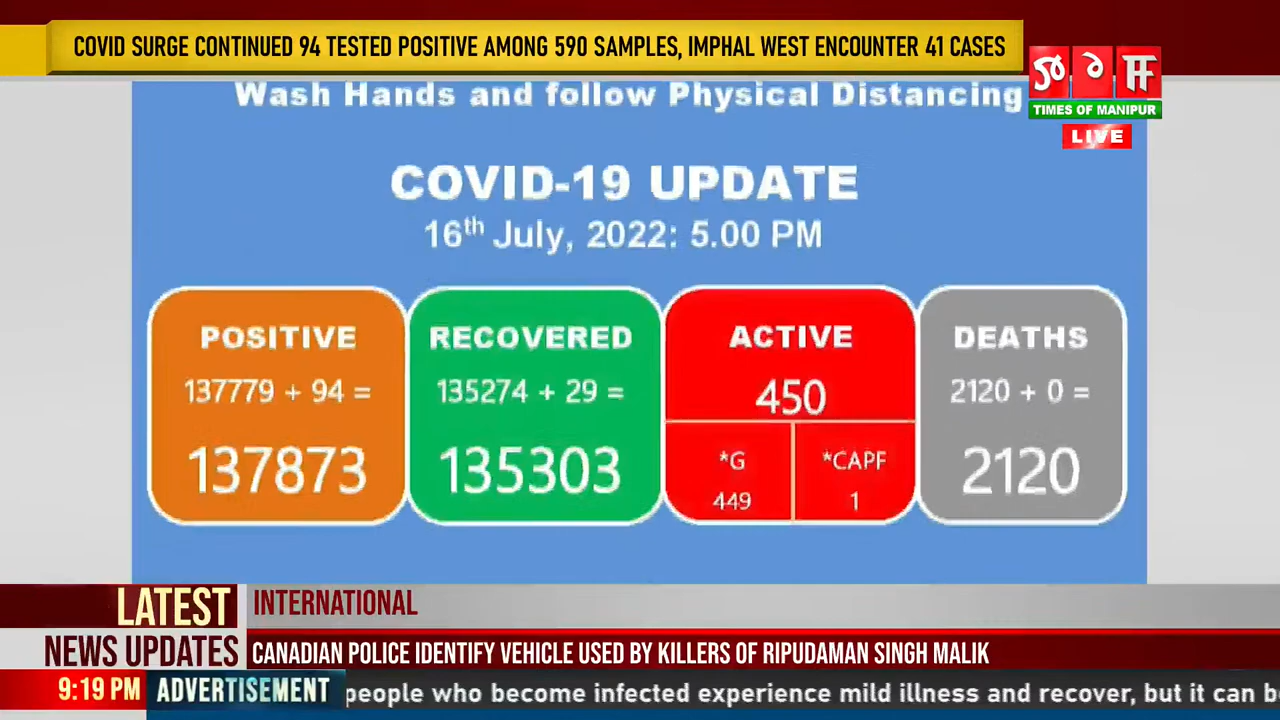 COVID SURGE CONTINUED 94 TESTED POSITIVE AMONG 590 SAMPLES, IMPHAL WEST ENCOUNTER 41 CASES
TIMES OF MANIPUR
LIVE
Wash Hands and follow Physical Distancing
COVID-19 UPDATE
16th July, 2022: 5.00 PM
POSITIVE
137779 + 94 =
137873
RECOVERED
135274 + 29 =
135303
ACTIVE
450
*G
449
*CAPF
1
DEATHS
2120 + 0 =
2120
LATEST
NEWS UPDATES
INTERNATIONAL
CANADIAN POLICE IDENTIFY VEHICLE USED BY KILLERS OF RIPUDAMAN SINGH MALIK
9:19 PM
ADVERTISEMENT
people who become infected experience mild illness and recover, but it can